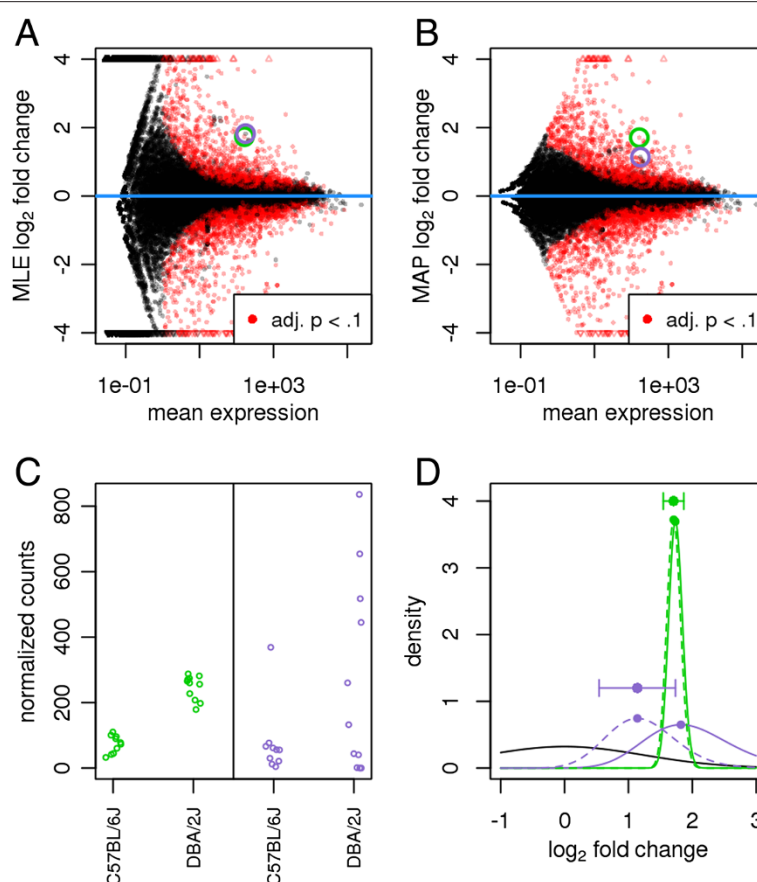 A
B
4
2
0
-2
-4
MLE log₂ fold change
adj. p < .1
1e-01
1e+03
mean expression
4
2
0
-2
-4
MAP log₂ fold change
adj. p < .1
1e-01
1e+03
mean expression
C
D
800
600
400
200
0
normalized counts
C57BL/6J
DBA/2J
C57BL/6J
DBA/2J
4
3
2
1
0
density
-1
0
1
2
3
log₂ fold change